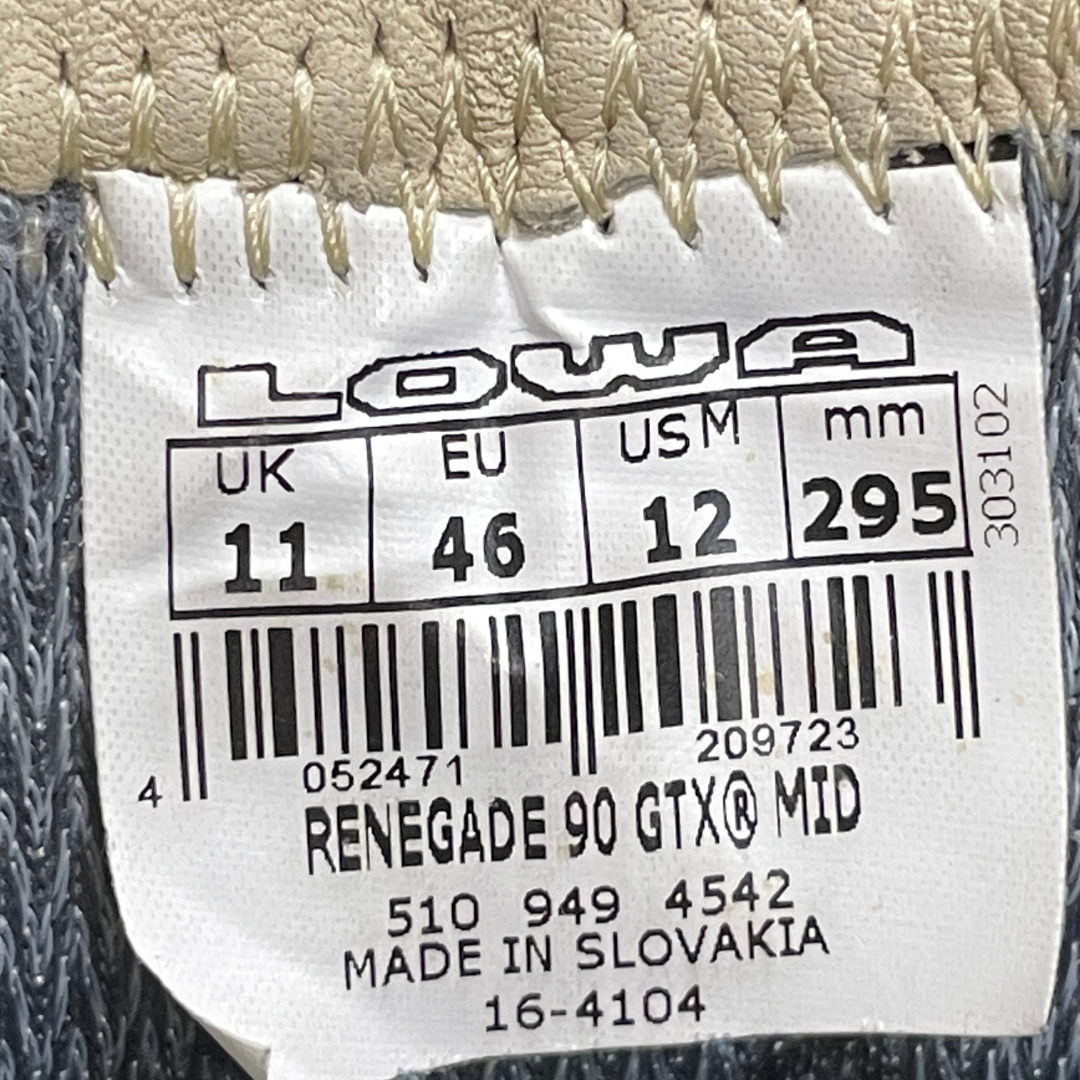 LOWA
UK EU US M mm
11 46 12 295
303102
4 052471 209723
RENEGADE 90 GTX® MID
510 949 4542
MADE IN SLOVAKIA
16-4104